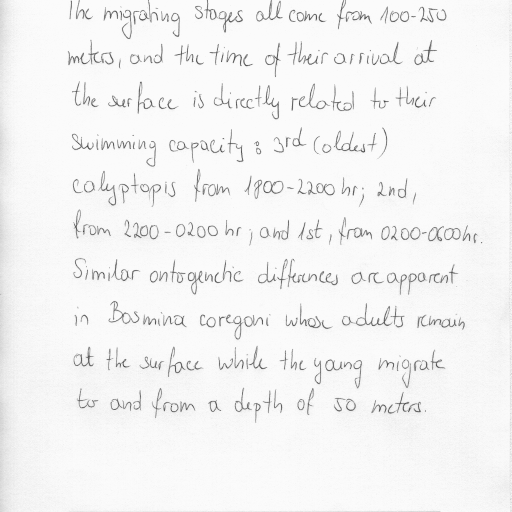 The migrating stages all come from 100-250
meters, and the time of their arrival at
the surface is directly related to their
swimming capacity : 3rd (oldest)
calyptopis from 1800-2200 hr; 2nd,
from 2200-0200 hr; and 1st, from 0200-0600 hr.
Similar ontogenetic differences are apparent
in Bosmina coregoni whose adults remain
at the surface while the young migrate
to and from a depth of 50 meters.